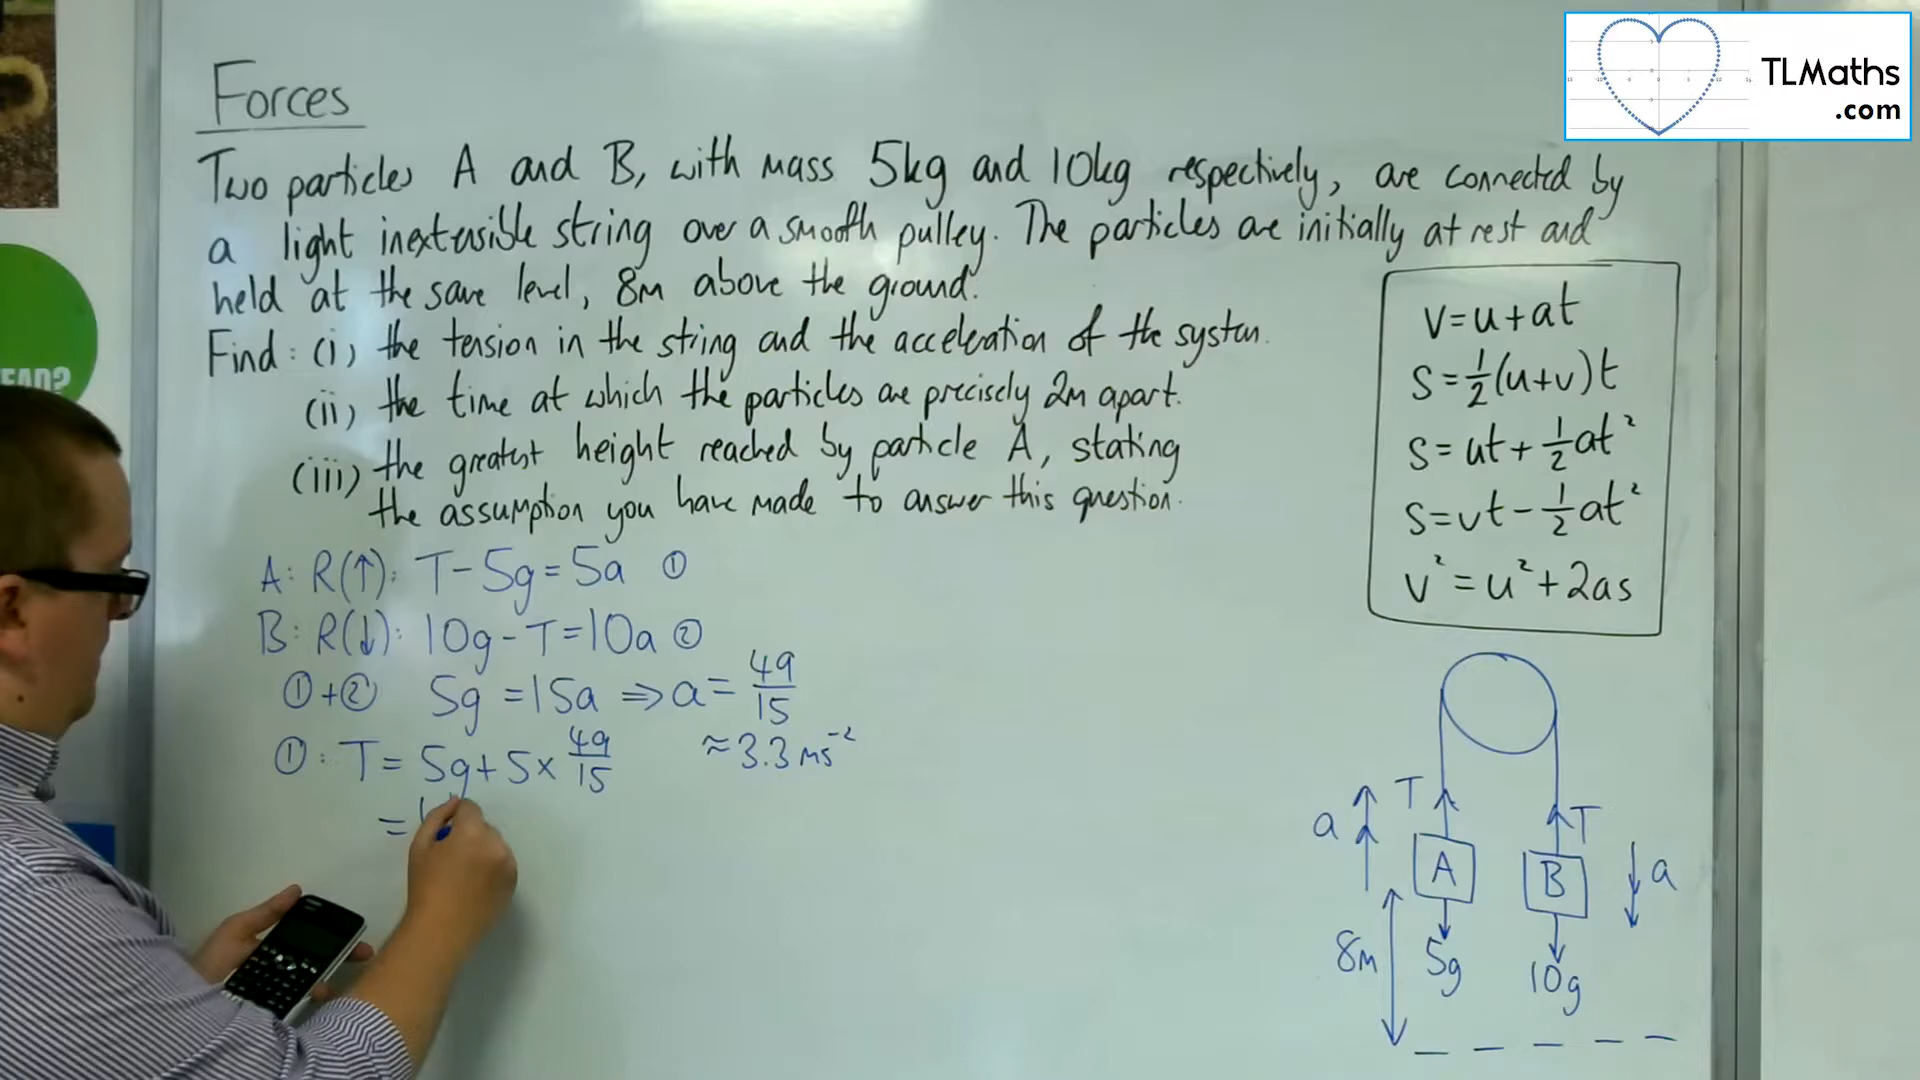 TLMaths
.com
Forces
Two particles A and B, with mass 5kg and 10kg respectively, are connected by
a light inextensible string over a smooth pulley. The particles are initially at rest and
held at the same level, 8m above the ground.
Find: (i) the tension in the string and the acceleration of the system.
(ii) the time at which the particles are precisely 2m apart.
(iii) the greatest height reached by particle A, stating
the assumption you have made to answer this question.
v=u+at
s=½(u+v)t
s=ut+½at²
s=vt-½at²
v²=u²+2as
A: R(↑): T-5g=5a ①
B: R(↓): 10g-T=10a ②
①+② 5g=15a ⇒ a=49/15
≈3.3ms⁻²
①: T=5g+5×49/15
=
T
T
a
A
B
a
8m
5g
10g
EAD?